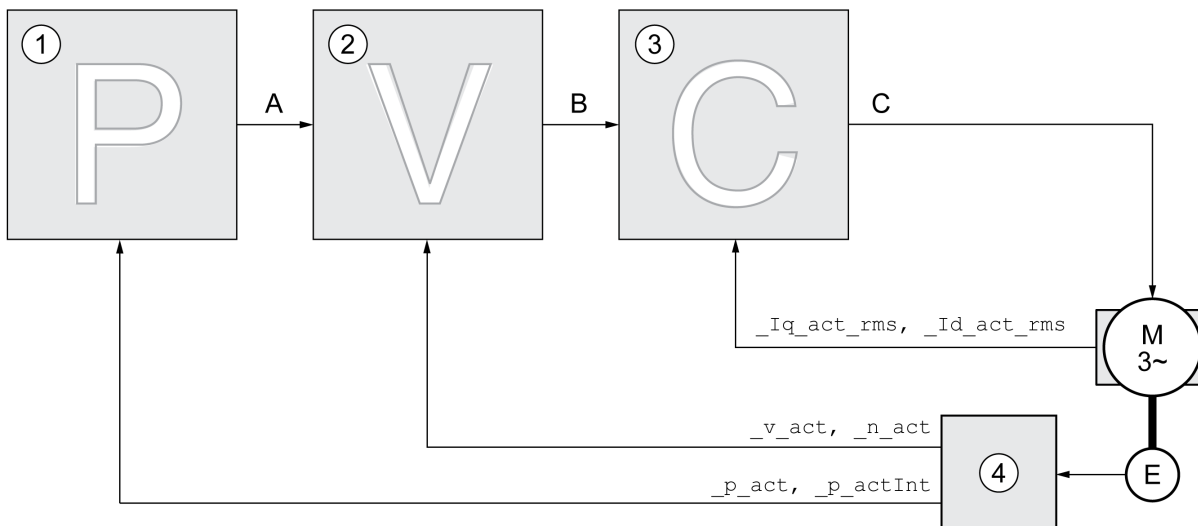 1
P
A
2
V
B
3
C
C
_Iq_act_rms, _Id_act_rms
M
3~
_v_act, _n_act
_p_act, _p_actInt
4
E